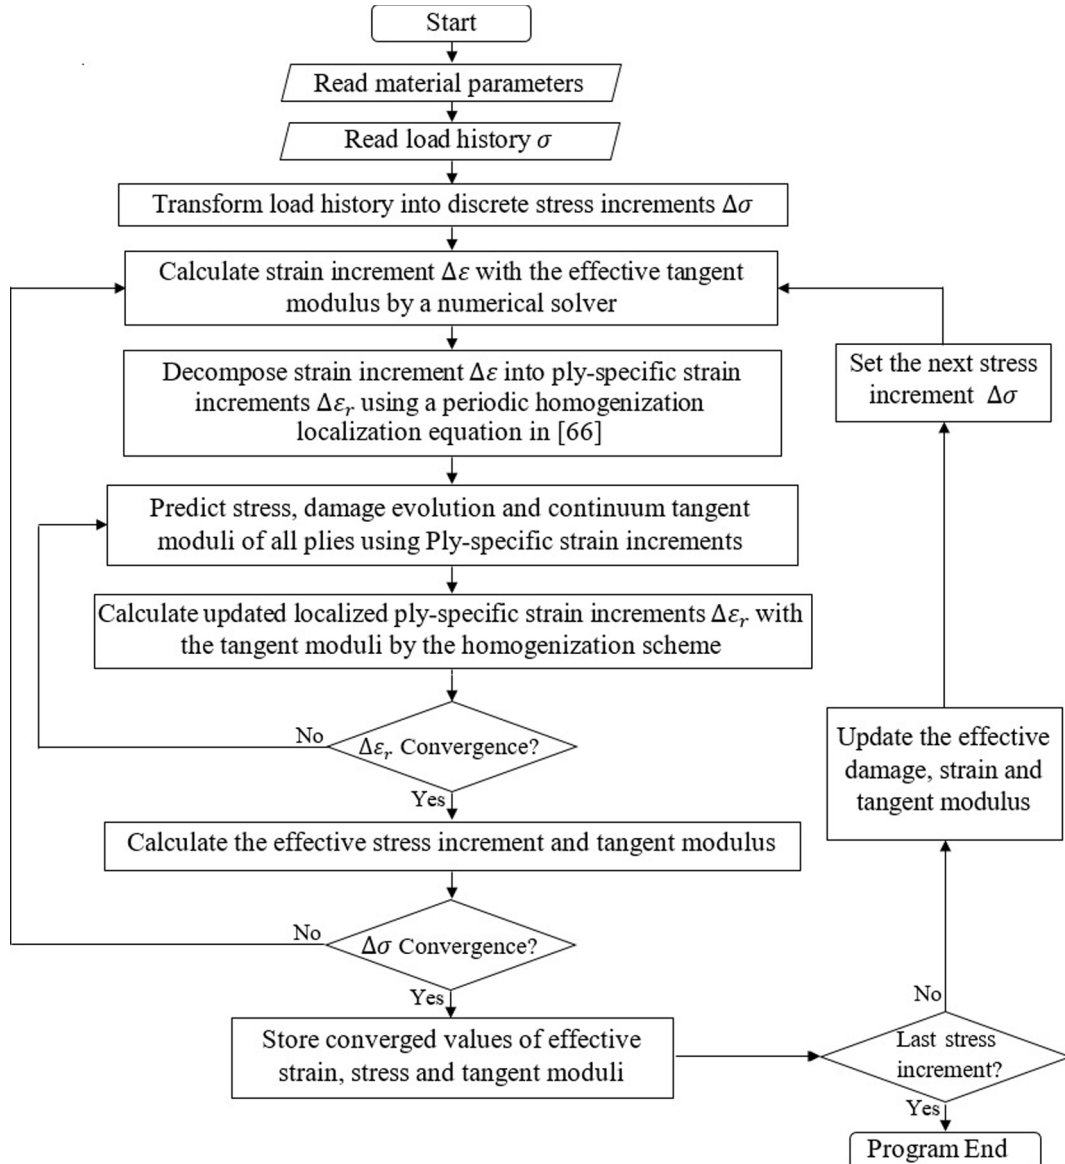 Start
Read material parameters
Read load history σ
Transform load history into discrete stress increments Δσ
Calculate strain increment Δε with the effective tangent
modulus by a numerical solver
Decompose strain increment Δε into ply-specific strain
increments Δεᵣ using a periodic homogenization
localization equation in [66]
Predict stress, damage evolution and continuum tangent
moduli of all plies using Ply-specific strain increments
Calculate updated localized ply-specific strain increments Δεᵣ with
the tangent moduli by the homogenization scheme
No
Δεᵣ Convergence?
Yes
Calculate the effective stress increment and tangent modulus
No
Δσ Convergence?
Yes
Store converged values of effective
strain, stress and tangent moduli
Last stress
increment?
No
Update the effective
damage, strain and
tangent modulus
Set the next stress
increment Δσ
Yes
Program End